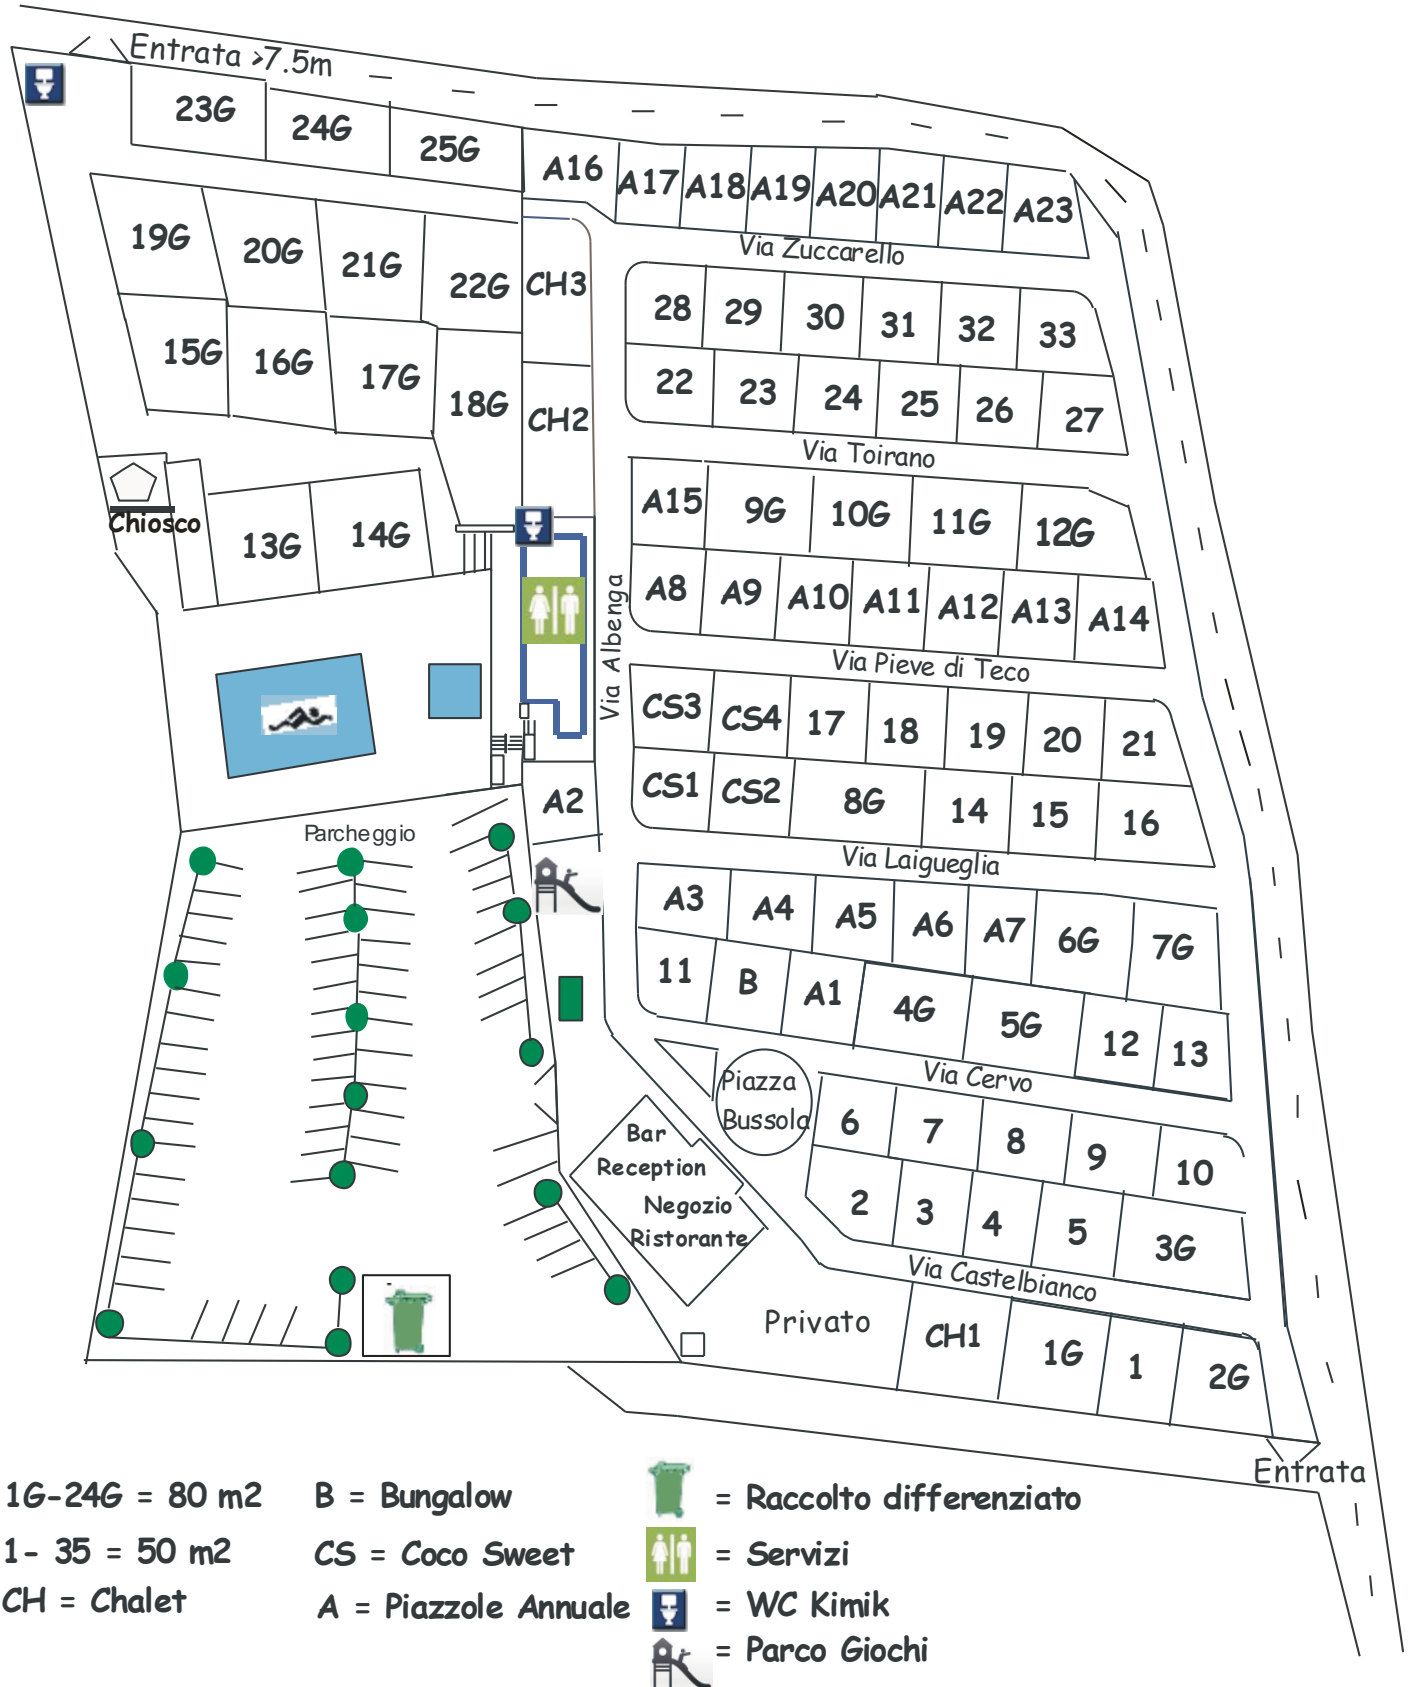 Entrata >7.5m
23G
24G
25G
A16
A17
A18
A19
A20
A21
A22
A23
Via Zuccarello
19G
20G
21G
22G
CH3
28
29
30
31
32
33
15G
16G
17G
18G
CH2
22
23
24
25
26
27
Via Toirano
Chiosco
13G
14G
A15
9G
10G
11G
12G
Via Albenga
A8
A9
A10
A11
A12
A13
A14
Via Pieve di Teco
CS3
CS4
17
18
19
20
21
A2
CS1
CS2
8G
14
15
16
Parcheggio
Via Laigueglia
A3
A4
A5
A6
A7
6G
7G
11
B
A1
4G
5G
12
13
Via Cervo
Piazza
Bussola
6
7
8
9
10
Bar
Reception
Negozio
Ristorante
2
3
4
5
3G
Via Castelbianco
Privato
CH1
1G
1
2G
Entrata
1G-24G = 80 m2
1- 35 = 50 m2
CH = Chalet
B = Bungalow
CS = Coco Sweet
A = Piazzole Annuale
= Raccolto differenziato
= Servizi
= WC Kimik
= Parco Giochi